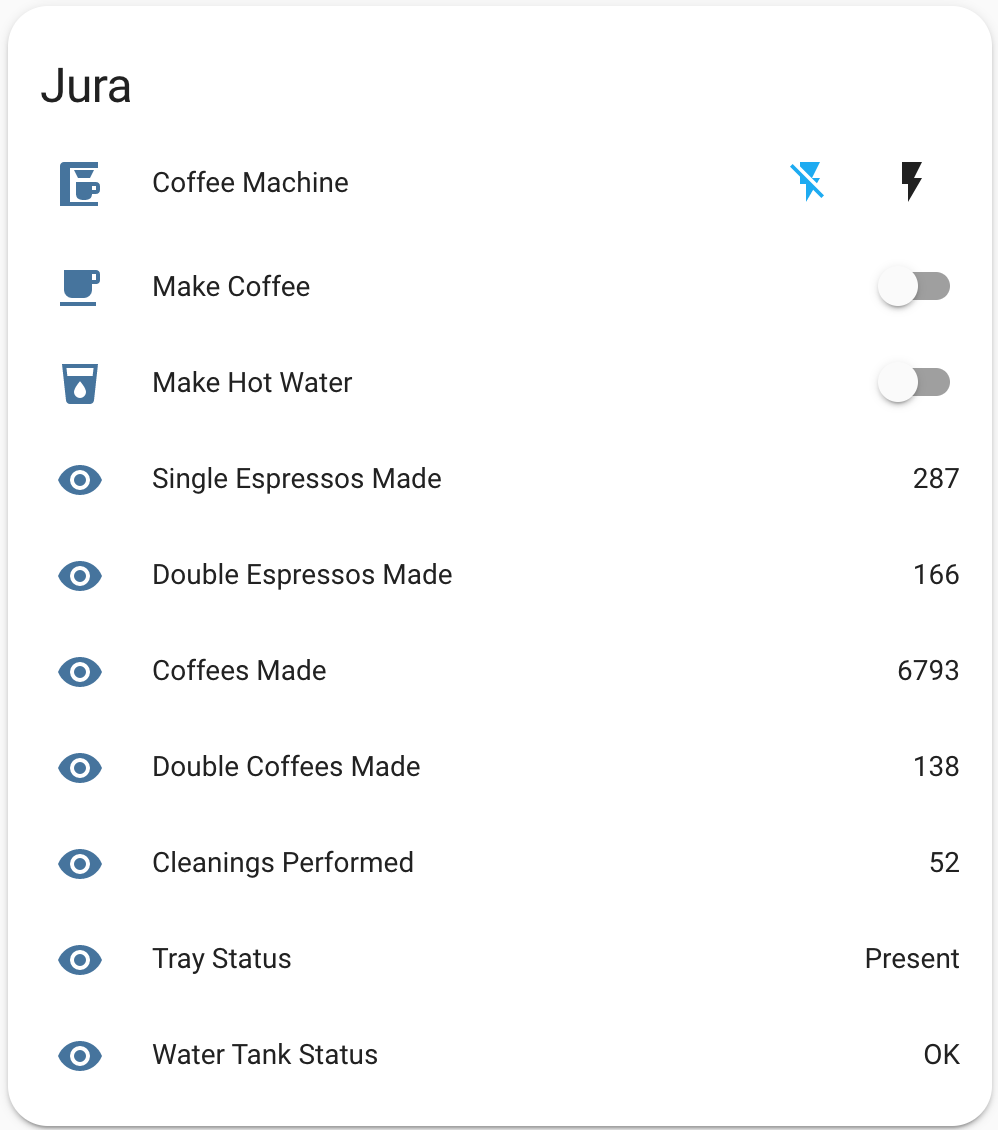 Jura
Coffee Machine
Make Coffee
Make Hot Water
Single Espressos Made 287
Double Espressos Made 166
Coffees Made 6793
Double Coffees Made 138
Cleanings Performed 52
Tray Status Present
Water Tank Status OK